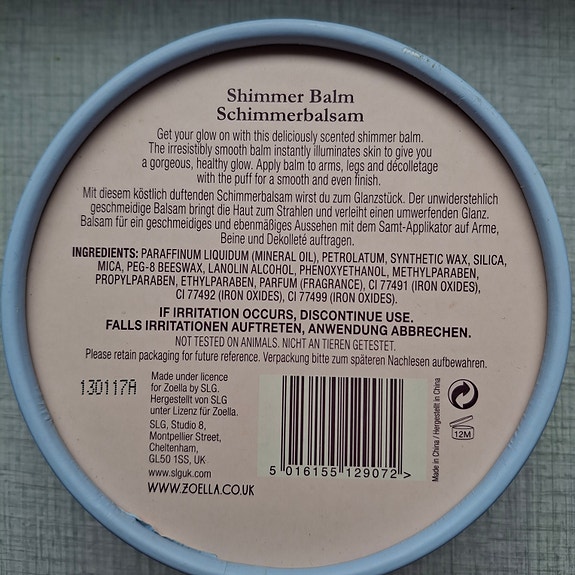 Shimmer Balm
Schimmerbalsam
Get your glow on with this deliciously scented shimmer balm.
The irresistibly smooth balm instantly illuminates skin to give you
a gorgeous, healthy glow. Apply balm to arms, legs and décolletage
with the puff for a smooth and even finish.
Mit diesem köstlich duftenden Schimmerbalsam wirst du zum Glanzstück. Der unwiderstehlich
geschmeidige Balsam bringt die Haut zum Strahlen und verleiht einen umwerfenden Glanz.
Balsam für ein geschmeidiges und ebenmäßiges Aussehen mit dem Samt-Applikator auf Arme,
Beine und Dekolleté auftragen.
INGREDIENTS: PARAFFINUM LIQUIDUM (MINERAL OIL), PETROLATUM, SYNTHETIC WAX, SILICA,
MICA, PEG-8 BEESWAX, LANOLIN ALCOHOL, PHENOXYETHANOL, METHYLPARABEN,
PROPYLPARABEN, ETHYLPARABEN, PARFUM (FRAGRANCE), CI 77491 (IRON OXIDES),
CI 77492 (IRON OXIDES), CI 77499 (IRON OXIDES).
IF IRRITATION OCCURS, DISCONTINUE USE.
FALLS IRRITATIONEN AUFTRETEN, ANWENDUNG ABBRECHEN.
NOT TESTED ON ANIMALS. NICHT AN TIEREN GETESTET.
Please retain packaging for future reference. Verpackung bitte zum späteren Nachlesen aufbewahren.
130117A
Made under licence
for Zoella by SLG.
Hergestellt von SLG
unter Lizenz für Zoella.
SLG, Studio 8,
Montpellier Street,
Cheltenham,
GL50 1SS, UK
www.slguk.com
WWW.ZOELLA.CO.UK
5 016155 129072 >
Made in China / Hergestellt in China
12M